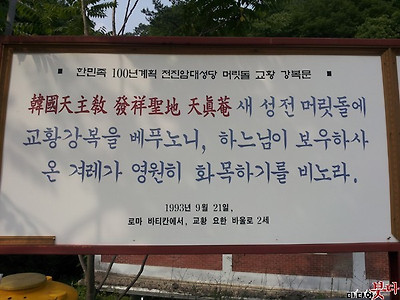 ■ 한민족 100년계획 천진암대성당 머릿돌 교황 강복문 ■
韓國天主敎 發祥聖地 天眞菴 새 성전 머릿돌에
교황강복을 베푸노니, 하느님이 보우하사
온 겨레가 영원히 화목하기를 비노라.
1993년 9월 21일,
로마 바티칸에서, 교황 요한 바울로 2세